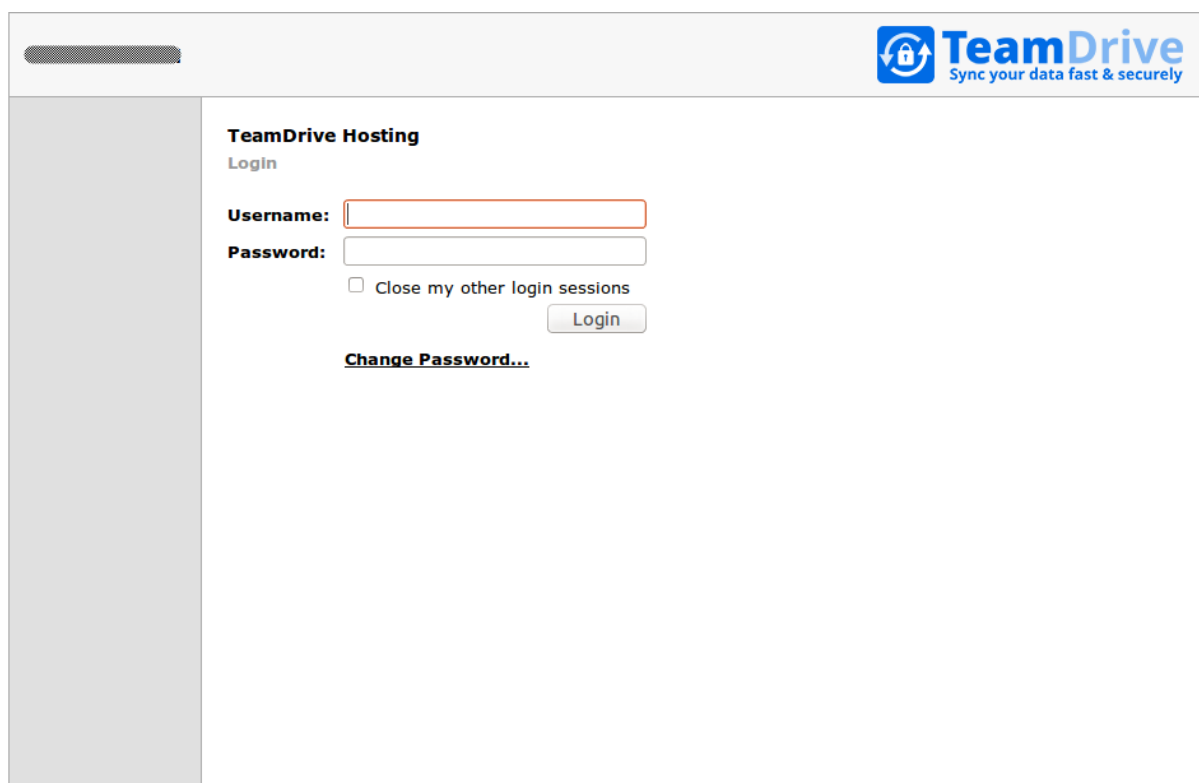 TeamDrive
Sync your data fast & securely
TeamDrive Hosting
Login
Username:
Password:
Close my other login sessions
Login
Change Password...